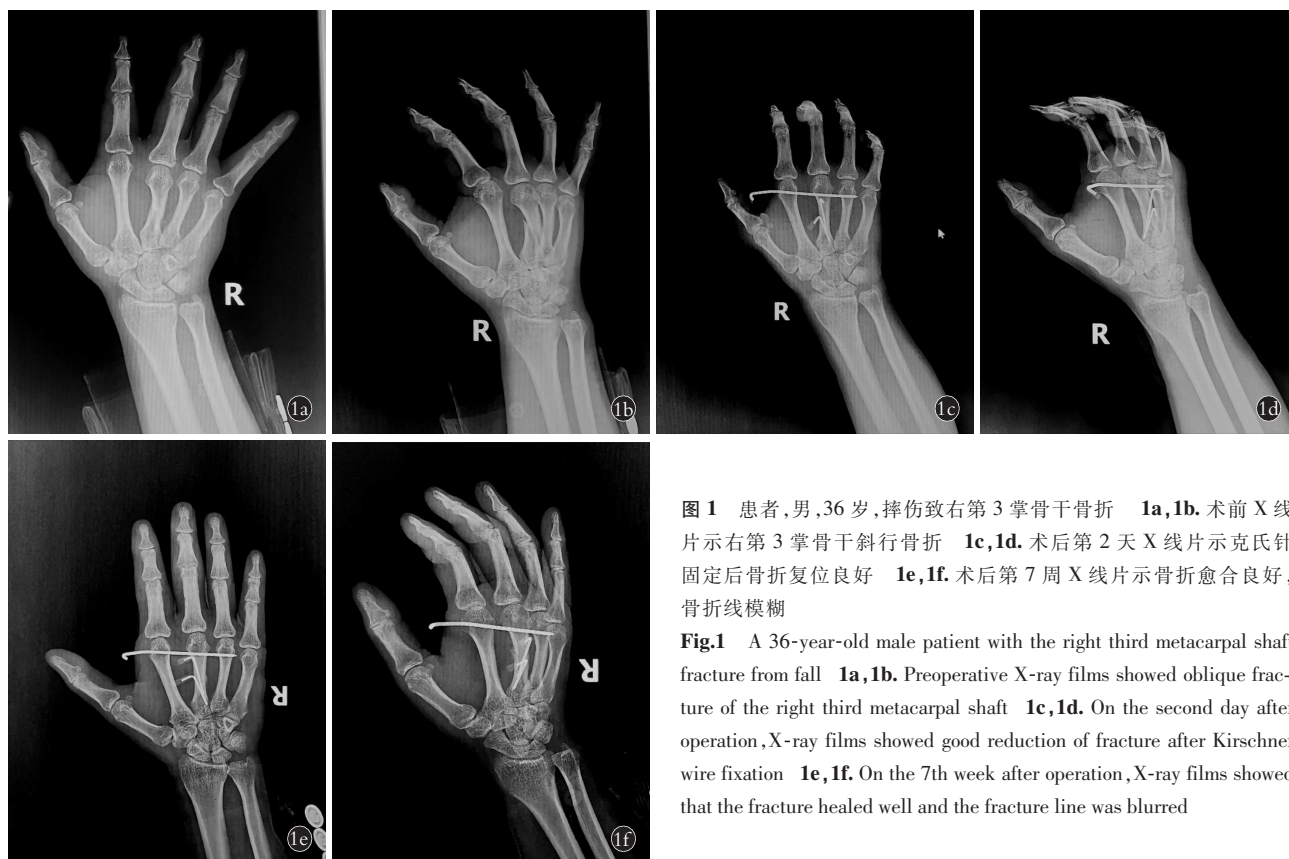 R
1a
R
1b
R
1c
R
1d
R
1e
R
1f
图 1 患者,男,36 岁,摔伤致右第 3 掌骨干骨折 1a,1b. 术前 X 线
片示右第 3 掌骨干斜行骨折 1c,1d. 术后第 2 天 X 线片示克氏针
固定后骨折复位良好 1e,1f. 术后第 7 周 X 线片示骨折愈合良好,
骨折线模糊
Fig.1 A 36-year-old male patient with the right third metacarpal shaft
fracture from fall 1a,1b. Preoperative X-ray films showed oblique frac-
ture of the right third metacarpal shaft 1c,1d. On the second day after
operation,X-ray films showed good reduction of fracture after Kirschner
wire fixation 1e,1f. On the 7th week after operation,X-ray films showed
that the fracture healed well and the fracture line was blurred